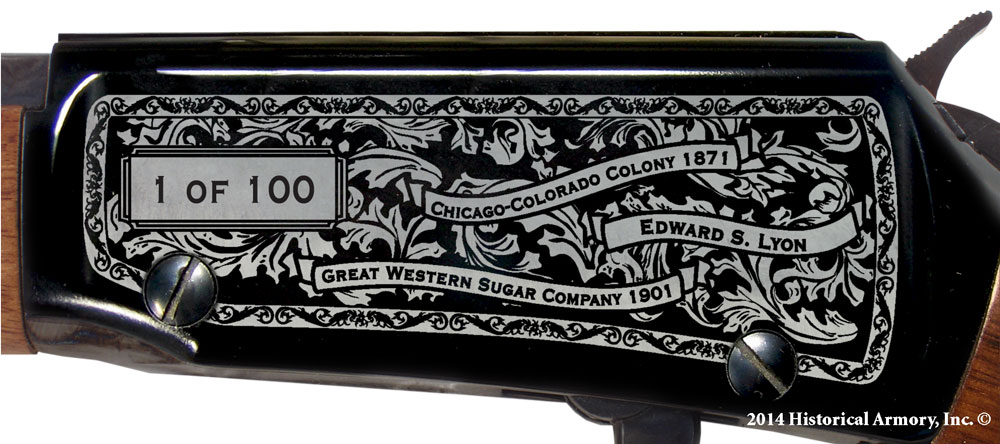 1 OF 100
CHICAGO-COLORADO COLONY 1871
EDWARD S. LYON
GREAT WESTERN SUGAR COMPANY 1901
2014 Historical Armory, Inc. ©